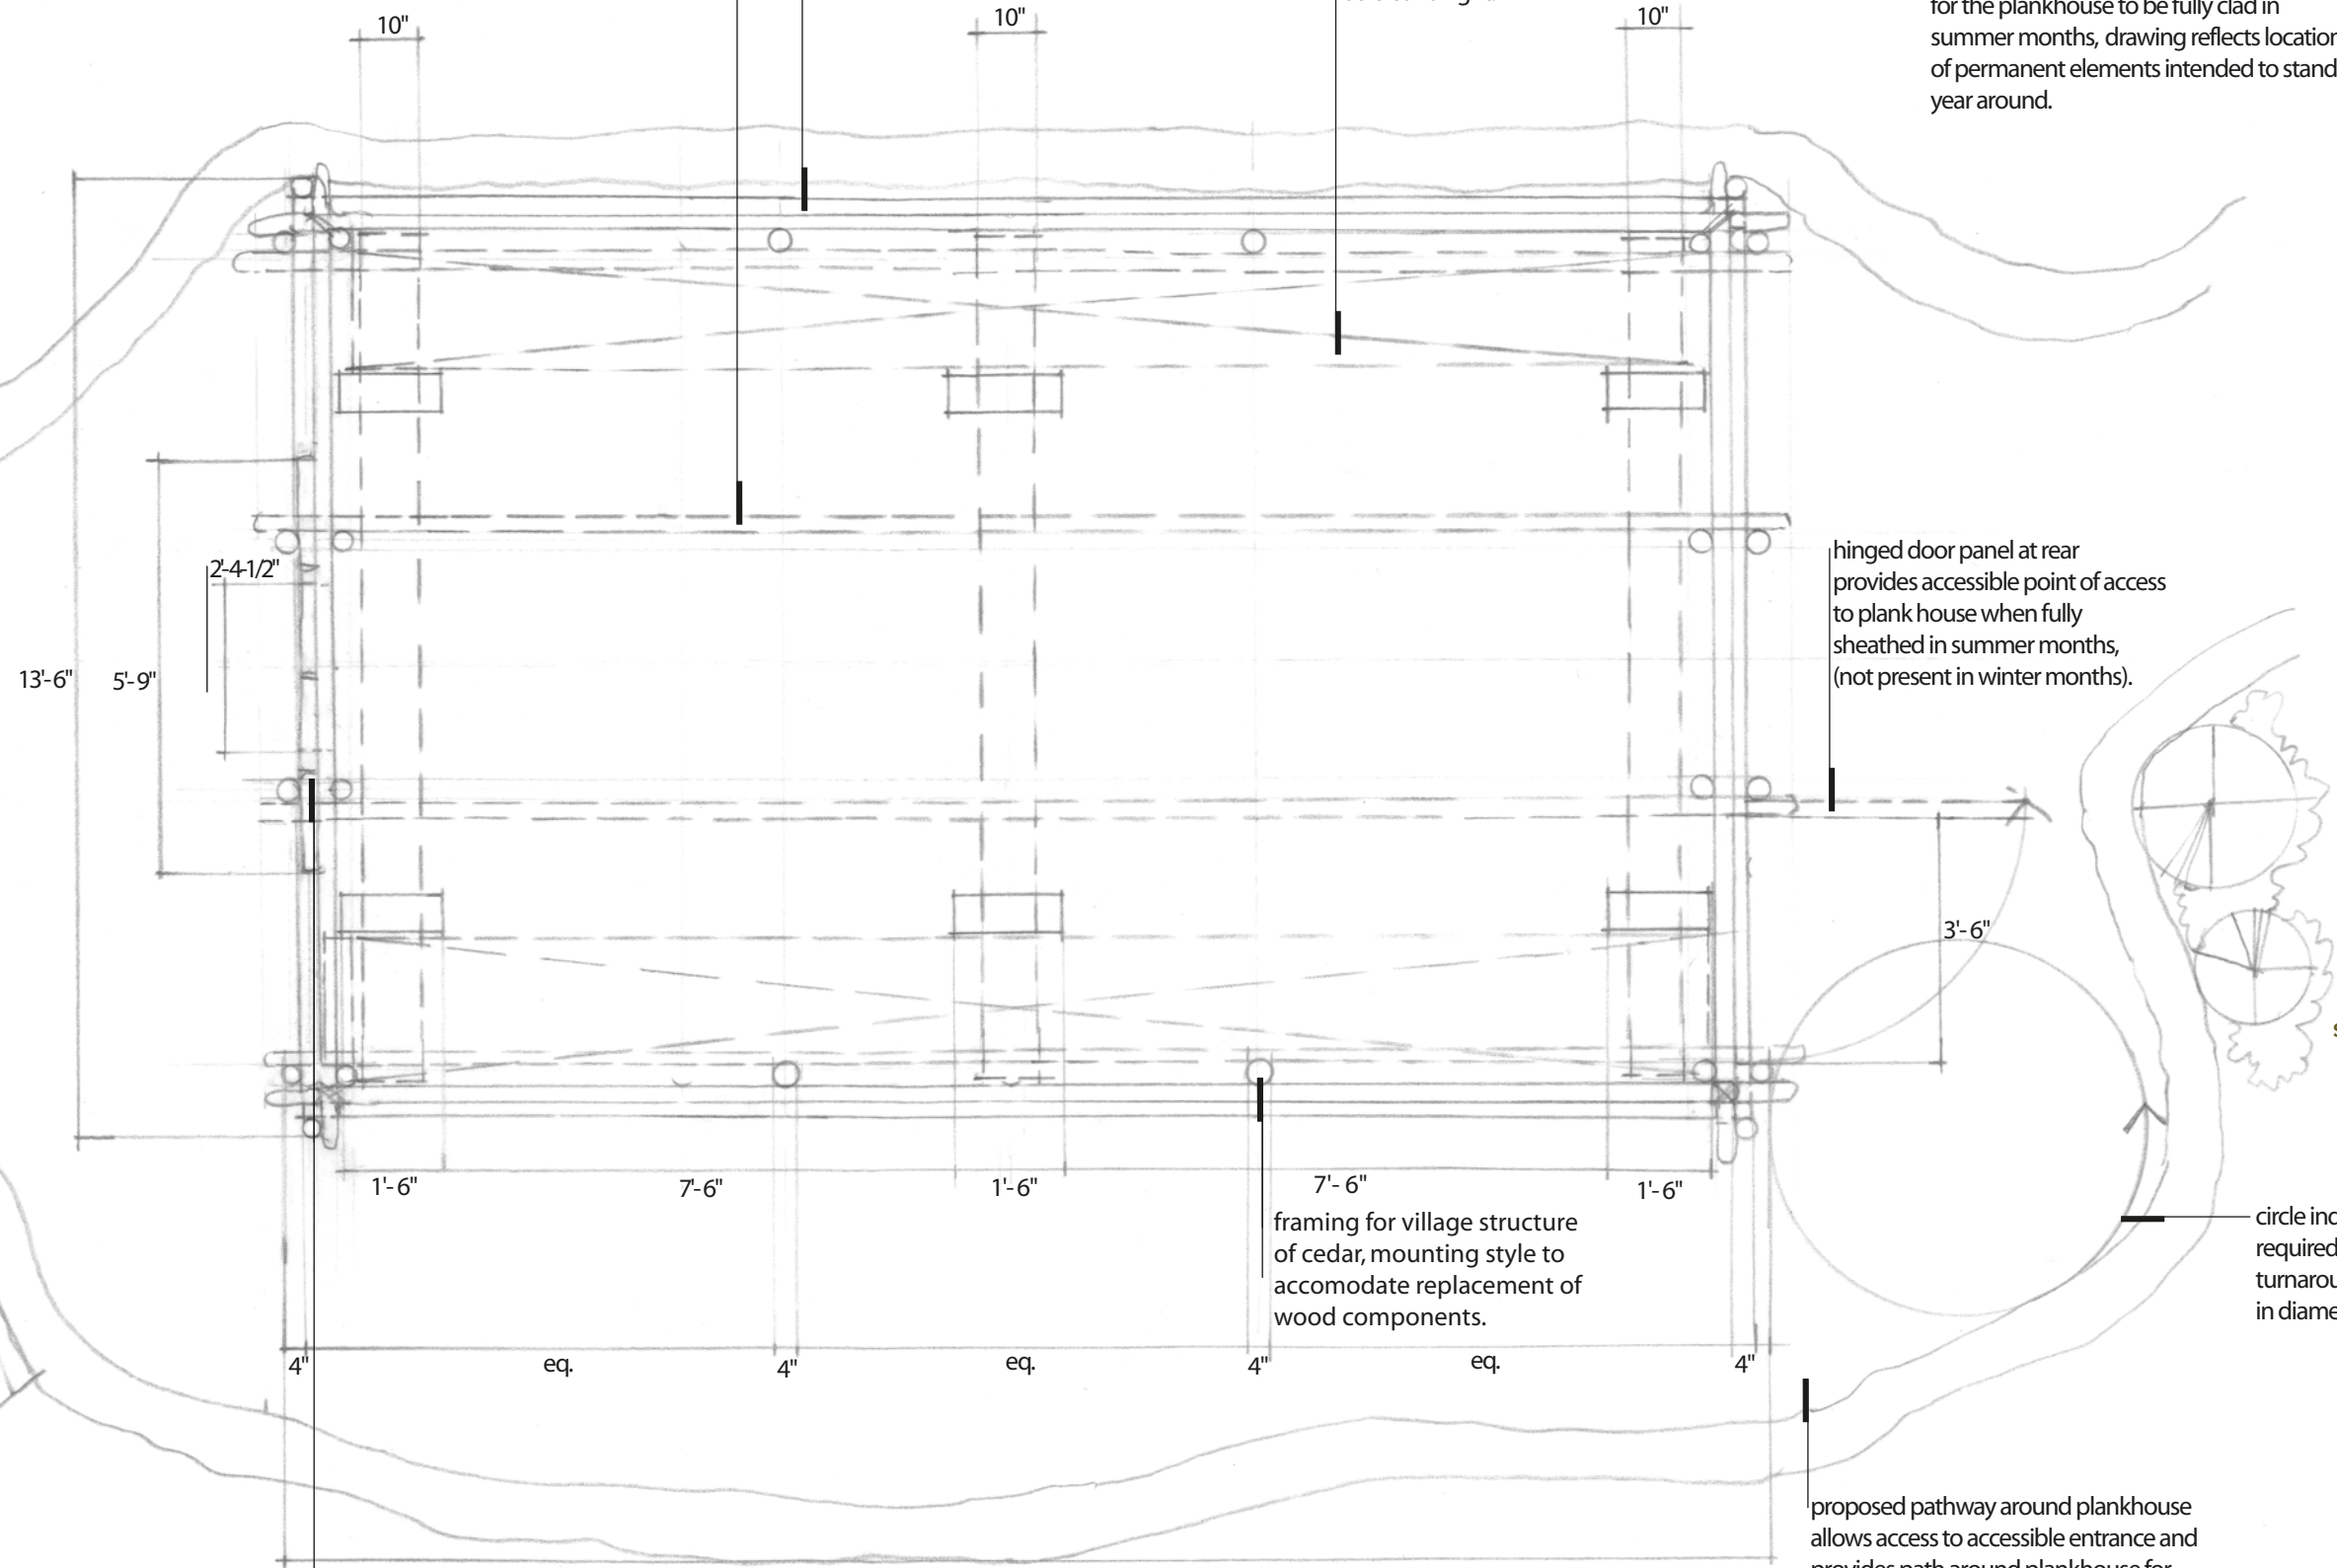 10"
10"
10"
for the plankhouse to be fully clad in
summer months, drawing reflects location
of permanent elements intended to stand
year around.
hinged door panel at rear
provides accessible point of access
to plank house when fully
sheathed in summer months,
(not present in winter months).
2'-4-1/2"
13'-6"
5'-9"
3'-6"
1'-6"
7'-6"
1'-6"
7'-6"
1'-6"
framing for village structure
of cedar, mounting style to
accomodate replacement of
wood components.
circle
required
in
4"
eq.
4"
eq.
4"
eq.
4"
proposed pathway around plankhouse
allows access to accessible entrance and
provides path around plankhouse for